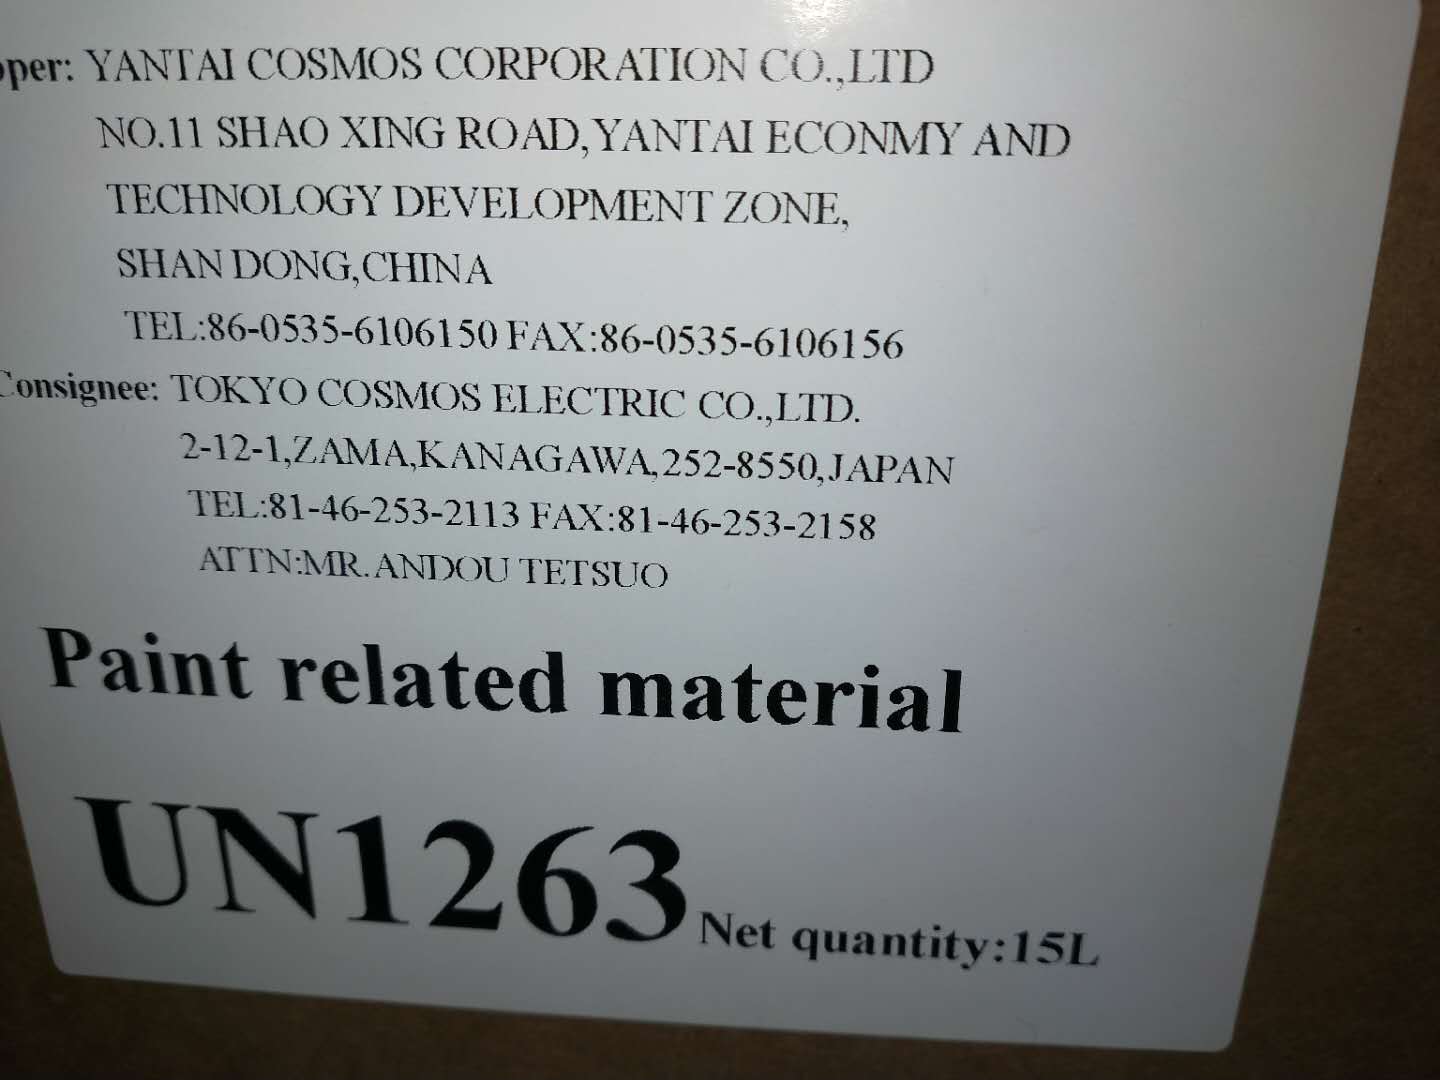 pper: YANTAI COSMOS CORPORATION CO.,LTD
NO.11 SHAO XING ROAD,YANTAI ECONMY AND
TECHNOLOGY DEVELOPMENT ZONE,
SHAN DONG,CHINA
TEL:86-0535-6106150 FAX:86-0535-6106156
Consignee: TOKYO COSMOS ELECTRIC CO.,LTD.
2-12-1,ZAMA,KANAGAWA,252-8550,JAPAN
TEL:81-46-253-2113 FAX:81-46-253-2158
ATTN:MR.ANDOU TETSUO
Paint related material
UN1263 Net quantity:15L